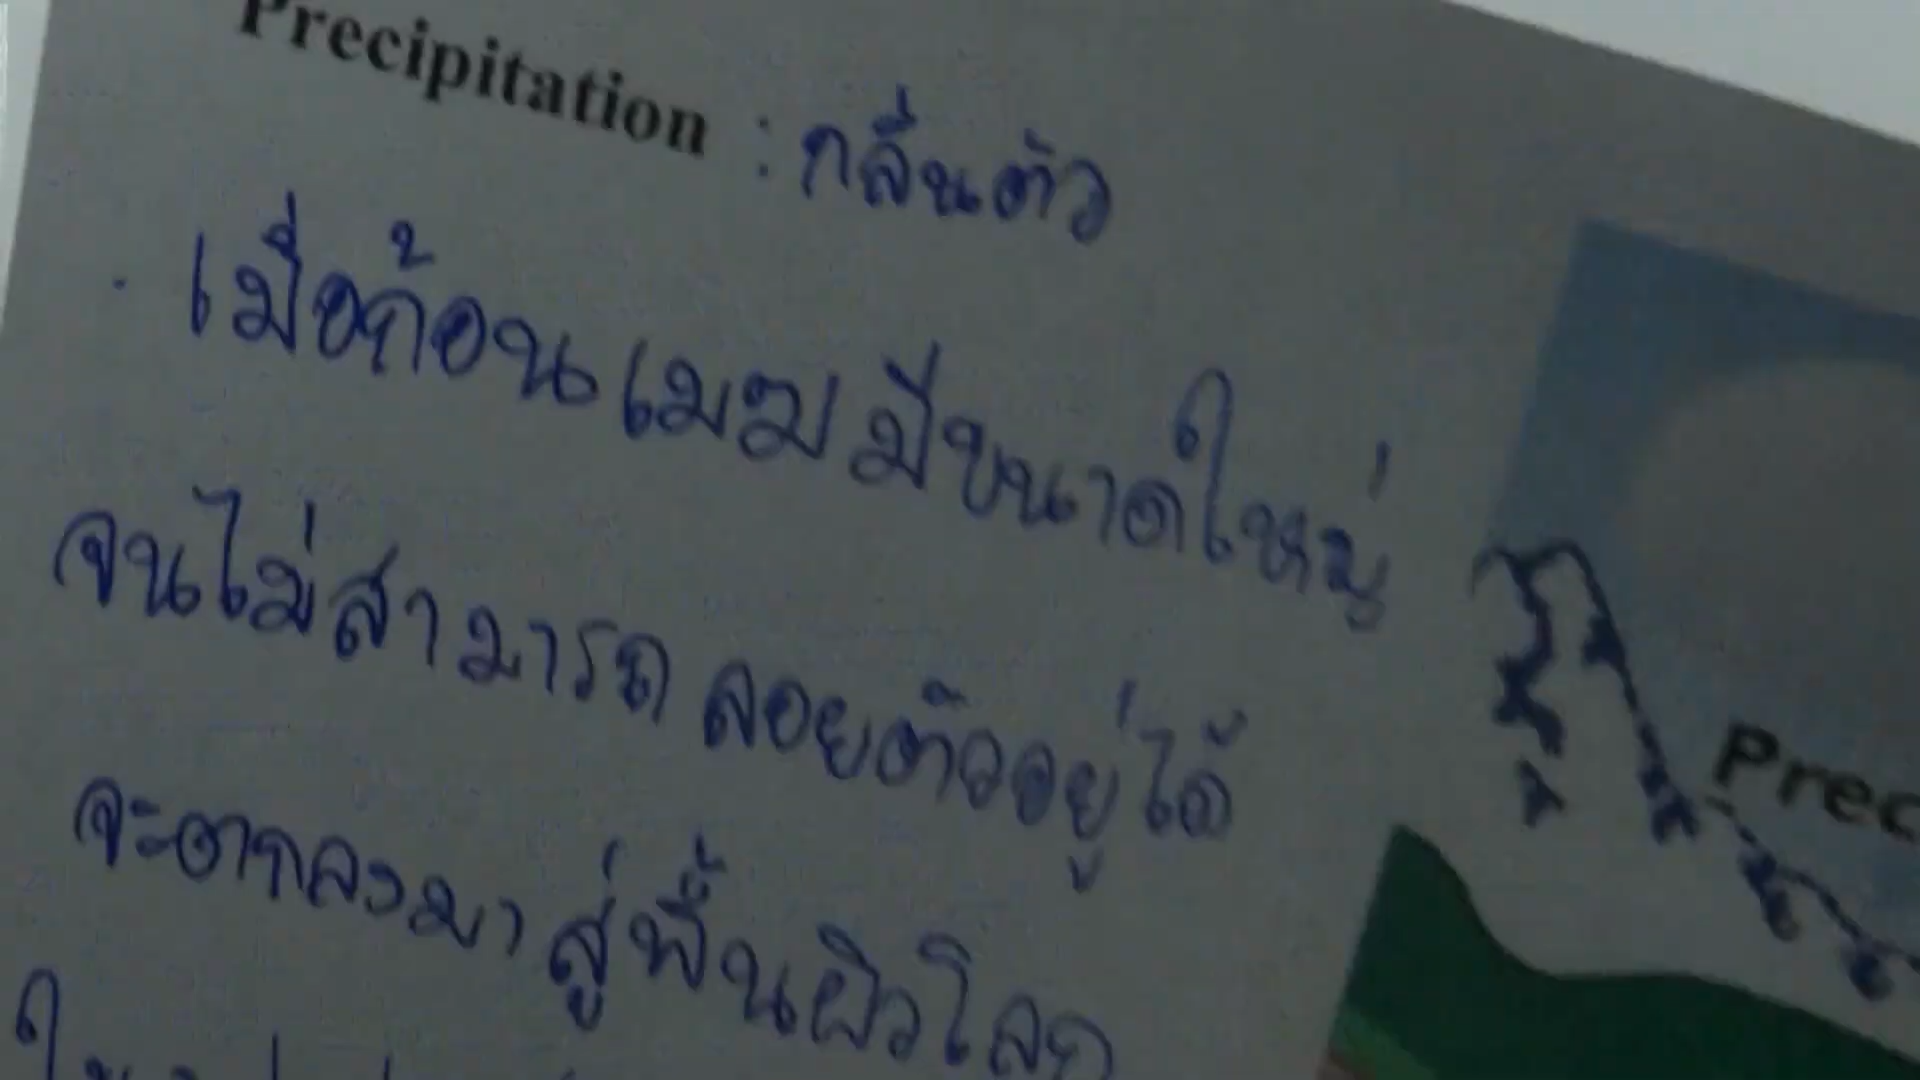 Precipitation : กลื่นตัว
เมื่อก้อนเมฆมีขนาดใหญ่
จนไม่สามารถลอยตัวอยู่ได้
จะตกลงมาสู่พื้นผิวโลก
Prec